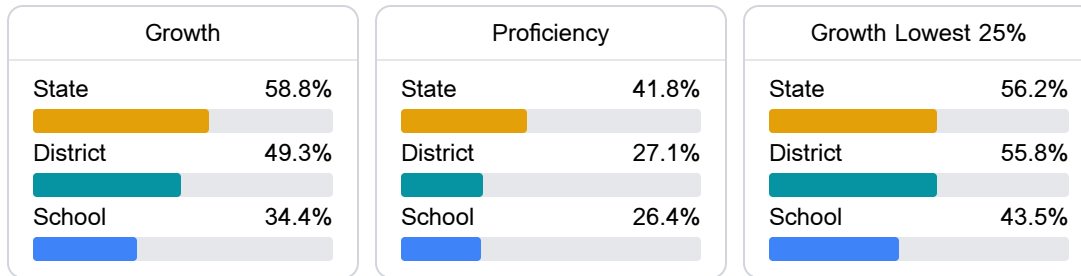 Growth
State 58.8%
District 49.3%
School 34.4%
Proficiency
State 41.8%
District 27.1%
School 26.4%
Growth Lowest 25%
State 56.2%
District 55.8%
School 43.5%